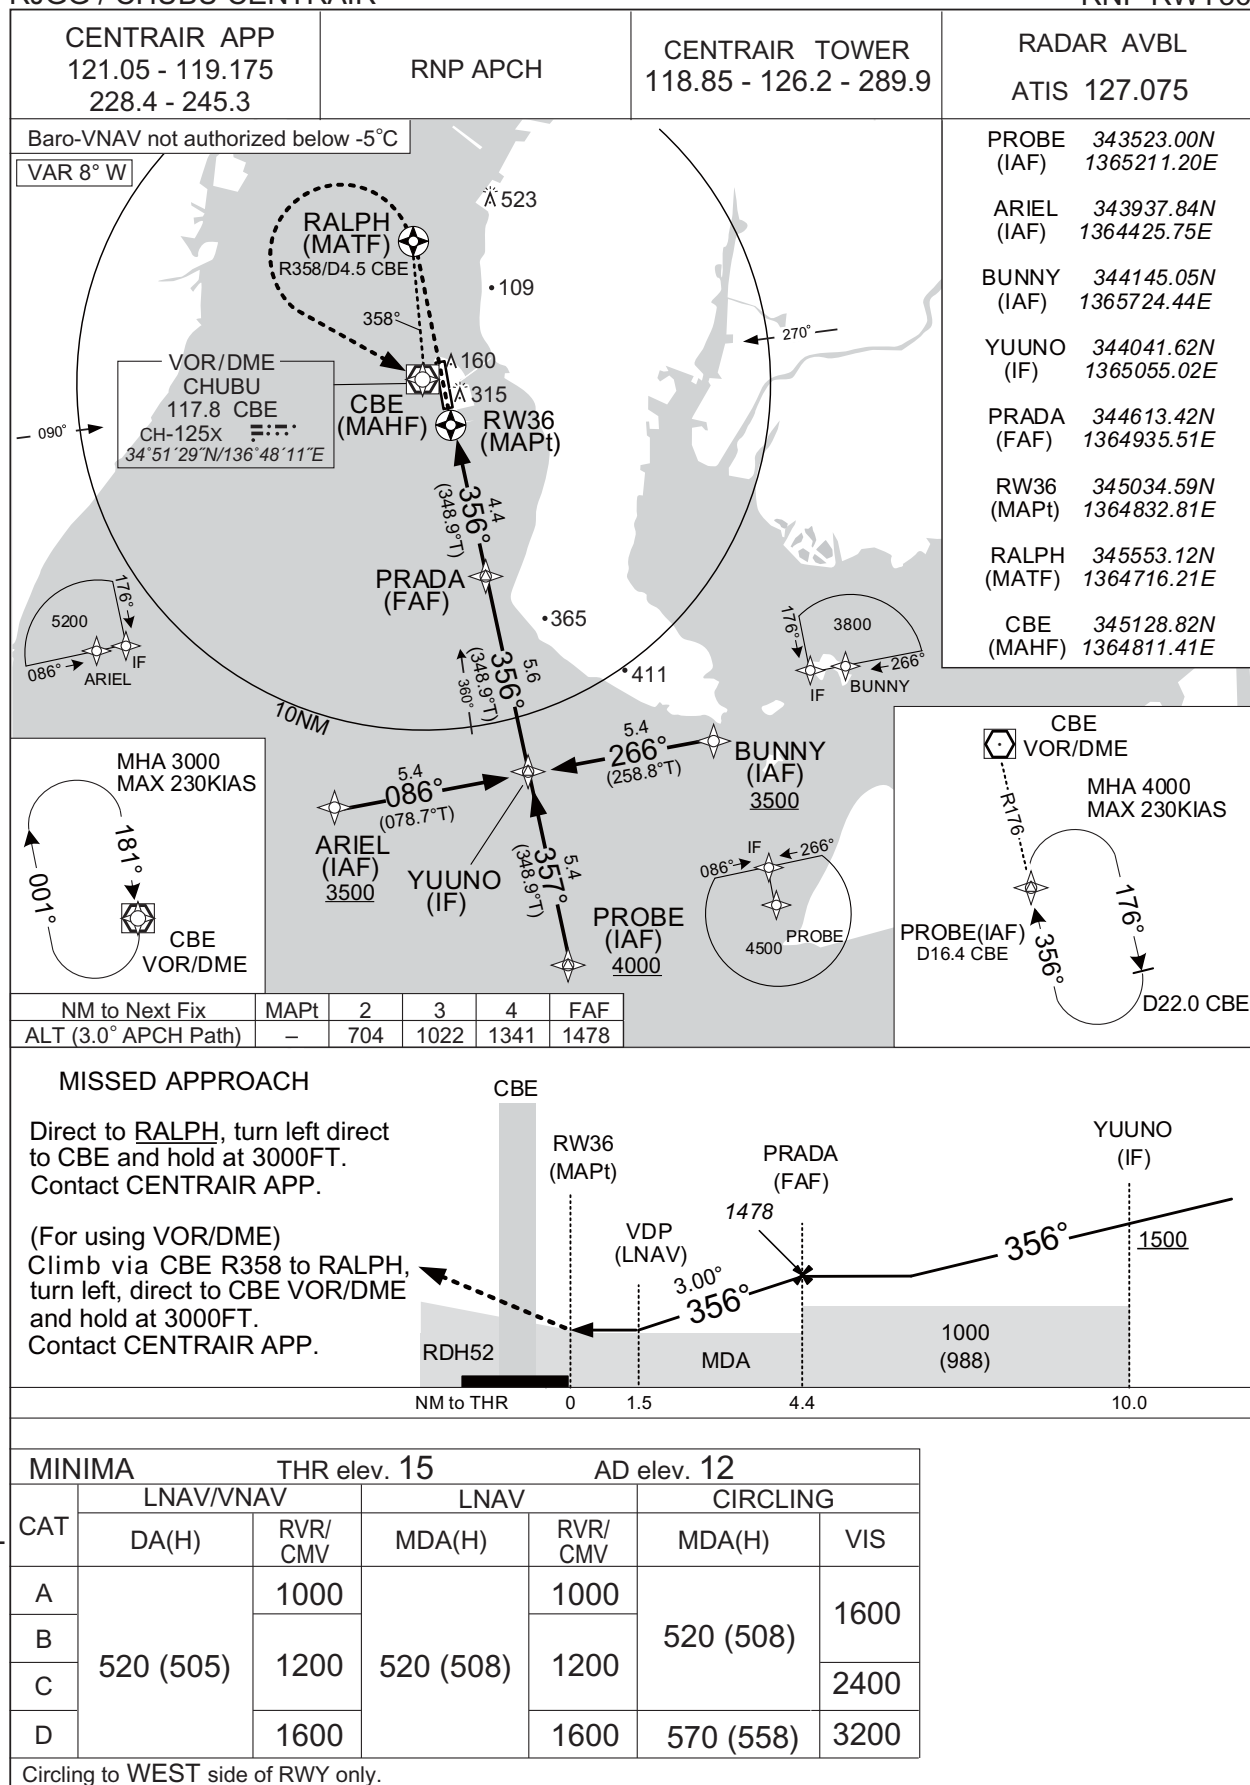 RJGG / CHUBU CENTRAIR
CENTRAIR APP
121.05 - 119.175
228.4 - 245.3
RNP APCH
CENTRAIR TOWER
118.85 - 126.2 - 289.9
RADAR AVBL
ATIS 127.075
Baro-VNAV not authorized below -5°C
VAR 8° W
PROBE 343523.00N
(IAF) 1365211.20E
ARIEL 343937.84N
(IAF) 1364425.75E
BUNNY 344145.05N
(IAF) 1365724.44E
YUUNO 344041.62N
(IF) 1365055.02E
PRADA 344613.42N
(FAF) 1364935.51E
RW36 345034.59N
(MAPt) 1364832.81E
RALPH 345553.12N
(MATF) 1364716.21E
CBE 345128.82N
(MAHF) 1364811.41E
523
RALPH
(MATF)
R358/D4.5 CBE
109
358°
270°
VOR/DME
CHUBU
117.8 CBE
CH-125X
34°51´29˝N/136°48´11˝E
160
315
CBE
(MAHF)
RW36
(MAPt)
090°
4.4
356°
(348.9°T)
PRADA
(FAF)
365
411
176°
5200
086°
IF
ARIEL
176°
3800
266°
IF
BUNNY
5.6
356°
(348.9°T)
360°
10NM
5.4
266°
(258.8°T)
BUNNY
(IAF)
3500
5.4
086°
(078.7°T)
ARIEL
(IAF)
3500
YUUNO
(IF)
5.4
357°
(348.9°T)
PROBE
(IAF)
4000
MHA 3000
MAX 230KIAS
181°
001°
CBE
VOR/DME
IF
086°
266°
4500
PROBE
CBE
VOR/DME
MHA 4000
MAX 230KIAS
R176
PROBE(IAF)
D16.4 CBE
176°
356°
D22.0 CBE
NM to Next Fix MAPt 2 3 4 FAF
ALT (3.0° APCH Path) – 704 1022 1341 1478
MISSED APPROACH
Direct to RALPH, turn left direct
to CBE and hold at 3000FT.
Contact CENTRAIR APP.
(For using VOR/DME)
Climb via CBE R358 to RALPH,
turn left, direct to CBE VOR/DME
and hold at 3000FT.
Contact CENTRAIR APP.
CBE
RW36
(MAPt)
VDP
(LNAV)
PRADA
(FAF)
1478
YUUNO
(IF)
3.00°
356°
356°
1500
RDH52
MDA
1000
(988)
NM to THR 0 1.5 4.4 10.0
MINIMA THR elev. 15 AD elev. 12
CAT LNAV/VNAV LNAV CIRCLING
DA(H) RVR/CMV MDA(H) RVR/CMV MDA(H) VIS
A 1000 1000 1600
B 520 (505) 1200 520 (508) 1200 520 (508)
C 2400
D 1600 1600 570 (558) 3200
Circling to WEST side of RWY only.